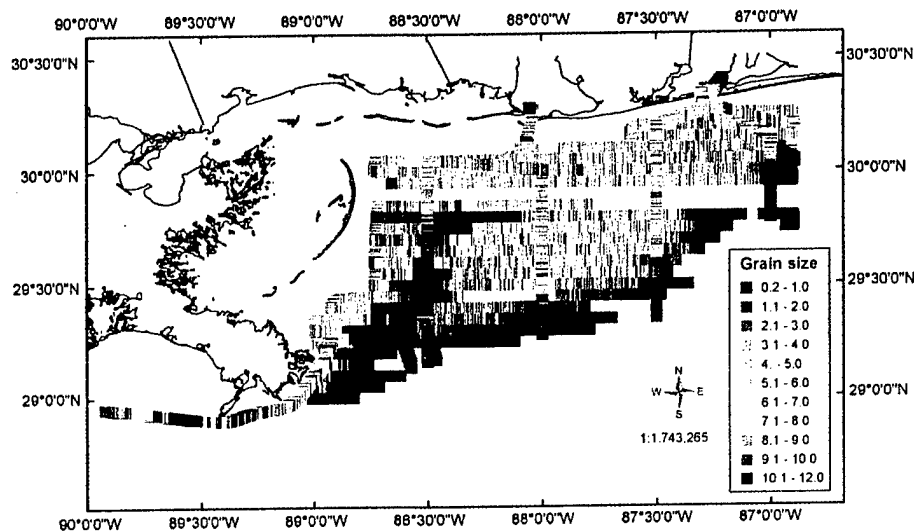 90°0'0"W 89°30'0"W 89°0'0"W 88°30'0"W 88°0'0"W 87°30'0"W 87°0'0"W
30°30'0"N 30°30'0"N
30°0'0"N 30°0'0"N
29°30'0"N 29°30'0"N
29°0'0"N 29°0'0"N
Grain size
0.2 - 1.0
1.1 - 2.0
2.1 - 3.0
3.1 - 4.0
4. - 5.0
5.1 - 6.0
6.1 - 7.0
7.1 - 8.0
8.1 - 9.0
9.1 - 10.0
10.1 - 12.0
N
W E
S
1:1.743.265
90°0'0"W 89°30'0"W 89°0'0"W 88°30'0"W 88°0'0"W 87°30'0"W 87°0'0"W